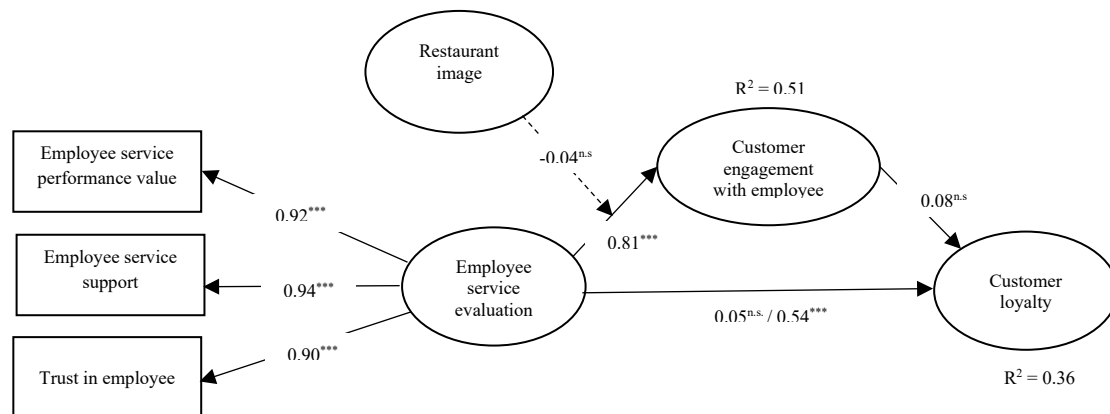 Restaurant
image
R² = 0.51
Employee service
performance value
-0.04ⁿ·ˢ
Customer
engagement
with employee
0.92***
0.81***
0.08ⁿ·ˢ
Employee service
support
0.94***
Employee
service
evaluation
Customer
loyalty
0.05ⁿ·ˢ· / 0.54***
Trust in employee
0.90***
R² = 0.36